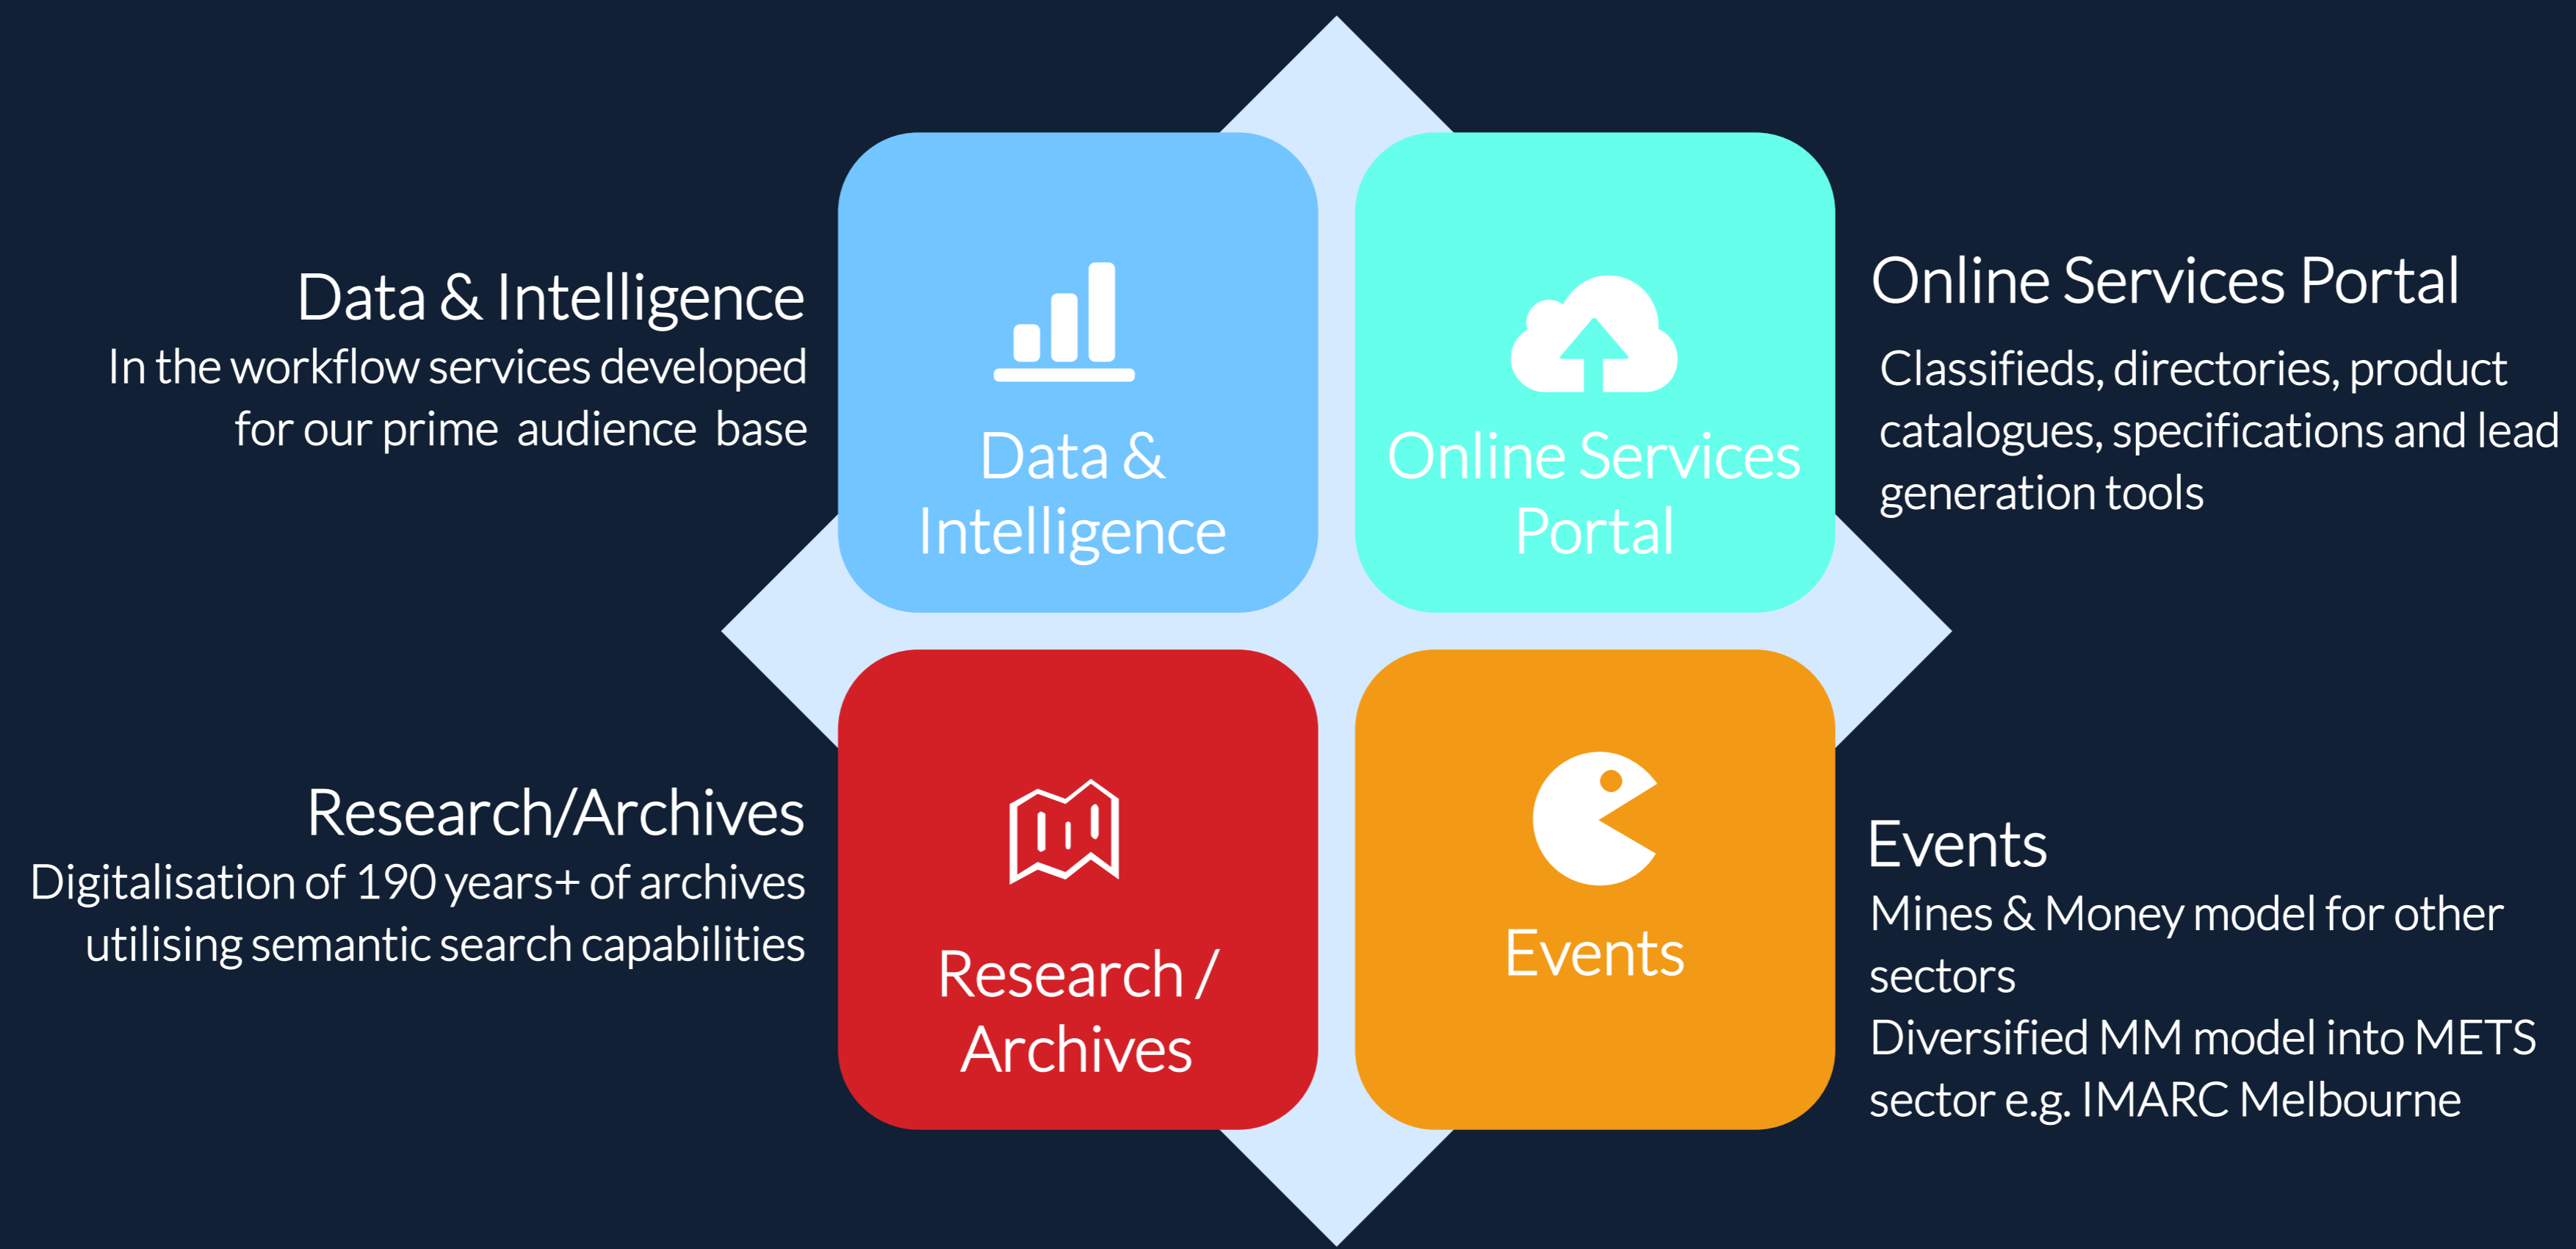 Data & Intelligence
In the workflow services developed
for our prime audience base
Data &
Intelligence
Online Services
Portal
Online Services Portal
Classifieds, directories, product
catalogues, specifications and lead
generation tools
Research/Archives
Digitalisation of 190 years+ of archives
utilising semantic search capabilities
Research /
Archives
Events
Events
Mines & Money model for other
sectors
Diversified MM model into METS
sector e.g. IMARC Melbourne